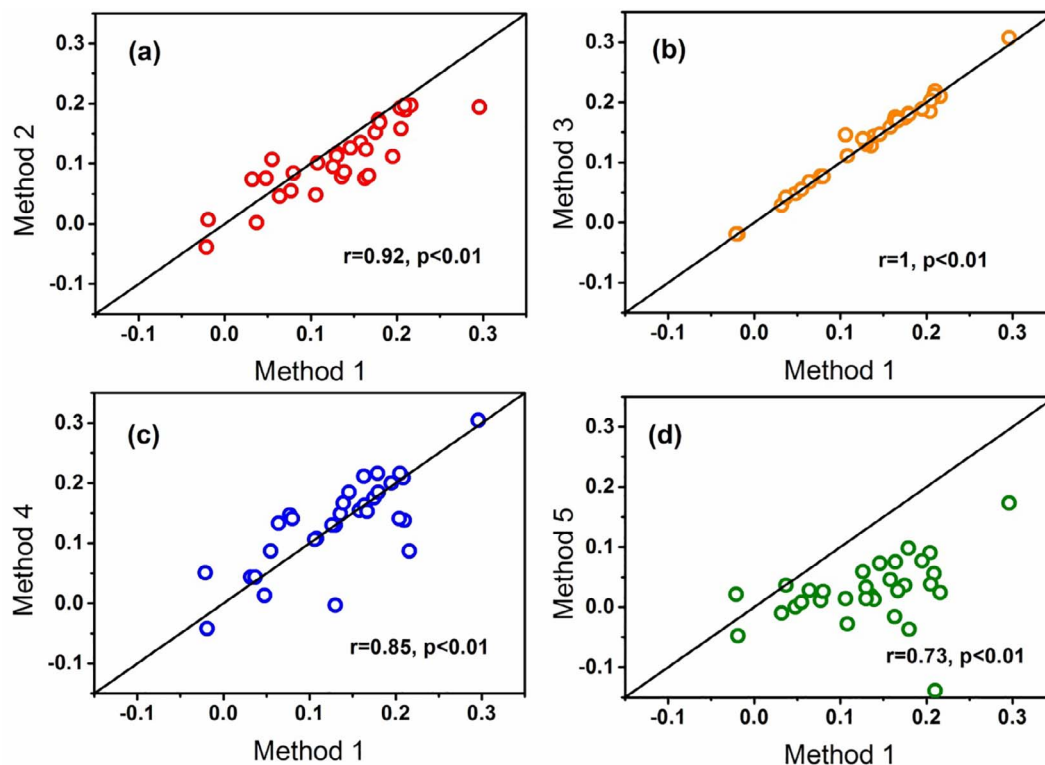 (a)
0.3
0.2
0.1
0.0
-0.1
Method 2
r=0.92, p<0.01
-0.1 0.0 0.1 0.2 0.3
Method 1
(b)
0.3
0.2
0.1
0.0
-0.1
Method 3
r=1, p<0.01
-0.1 0.0 0.1 0.2 0.3
Method 1
(c)
0.3
0.2
0.1
0.0
-0.1
Method 4
r=0.85, p<0.01
-0.1 0.0 0.1 0.2 0.3
Method 1
(d)
0.3
0.2
0.1
0.0
-0.1
Method 5
r=0.73, p<0.01
-0.1 0.0 0.1 0.2 0.3
Method 1